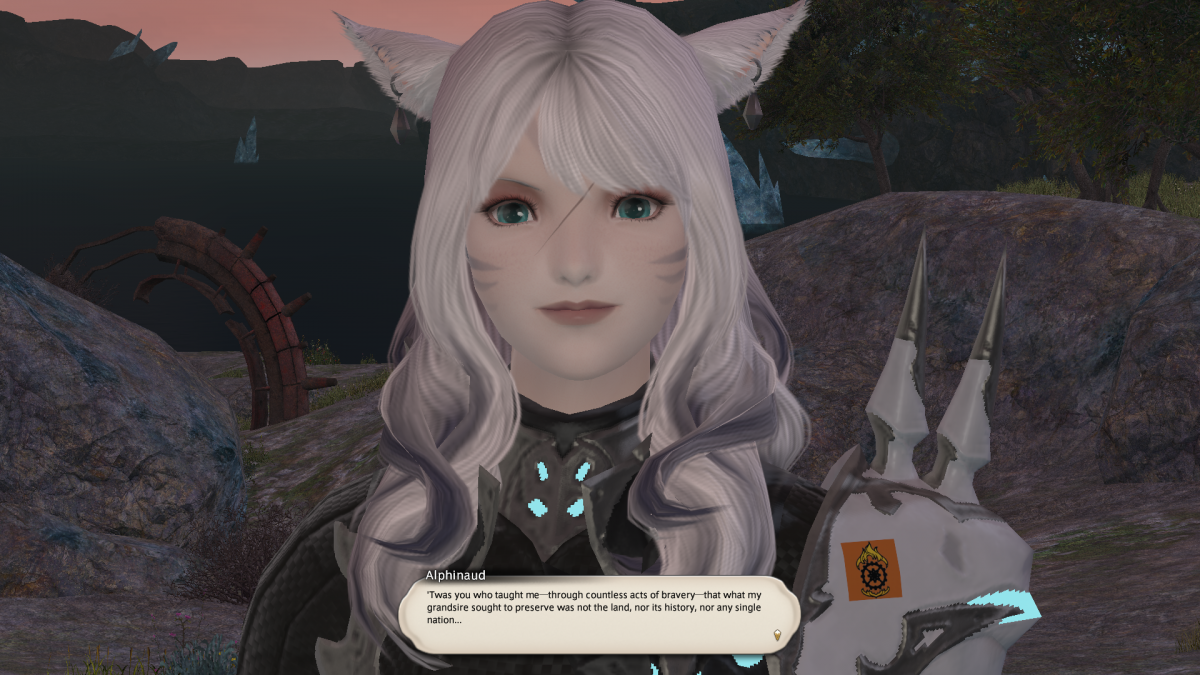 Alphinaud
'Twas you who taught me—through countless acts of bravery—that what my
grandsire sought to preserve was not the land, nor its history, nor any single
nation...